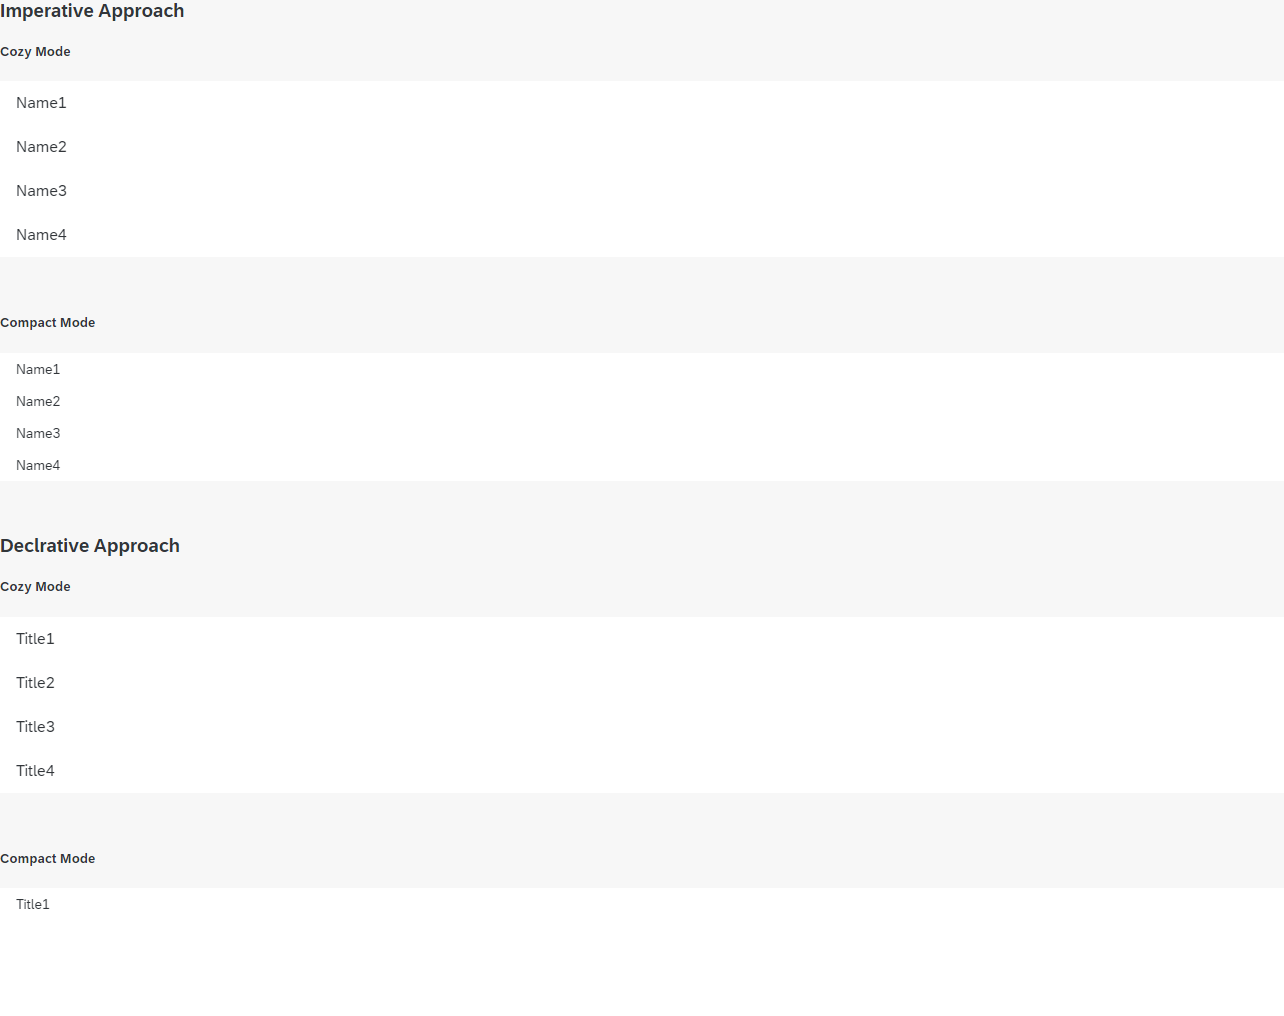 Imperative Approach
Cozy Mode
Name1
Name2
Name3
Name4
Compact Mode
Name1
Name2
Name3
Name4
Declrative Approach
Cozy Mode
Title1
Title2
Title3
Title4
Compact Mode
Title1